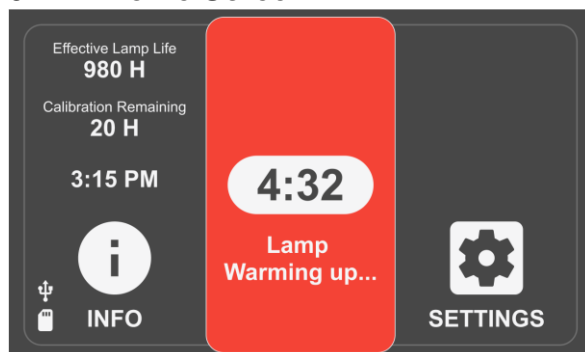 Effective Lamp Life
980 H
Calibration Remaining
20 H
3:15 PM
i
INFO
4:32
Lamp
Warming up...
SETTINGS